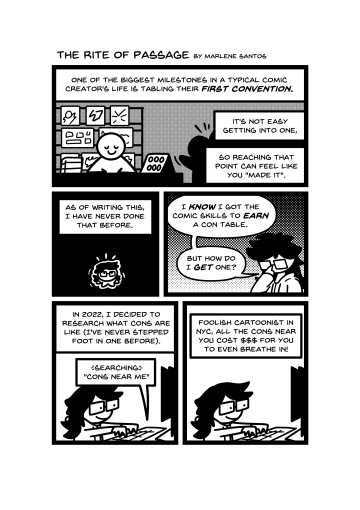 THE RITE OF PASSAGE BY MARLENE SANTOS
ONE OF THE BIGGEST MILESTONES IN A TYPICAL COMIC
CREATOR'S LIFE IS TABLING THEIR FIRST CONVENTION.
IT'S NOT EASY
GETTING INTO ONE,
SO REACHING THAT
POINT CAN FEEL LIKE
YOU "MADE IT".
AS OF WRITING THIS,
I HAVE NEVER DONE
THAT BEFORE.
I KNOW I GOT THE
COMIC SKILLS TO EARN
A CON TABLE.
BUT HOW DO
I GET ONE?
IN 2022, I DECIDED TO
RESEARCH WHAT CONS ARE
LIKE (I'VE NEVER STEPPED
FOOT IN ONE BEFORE).
:SEARCHING:
"CONS NEAR ME"
FOOLISH CARTOONIST IN
NYC, ALL THE CONS NEAR
YOU COST $$$ FOR YOU
TO EVEN BREATHE IN!